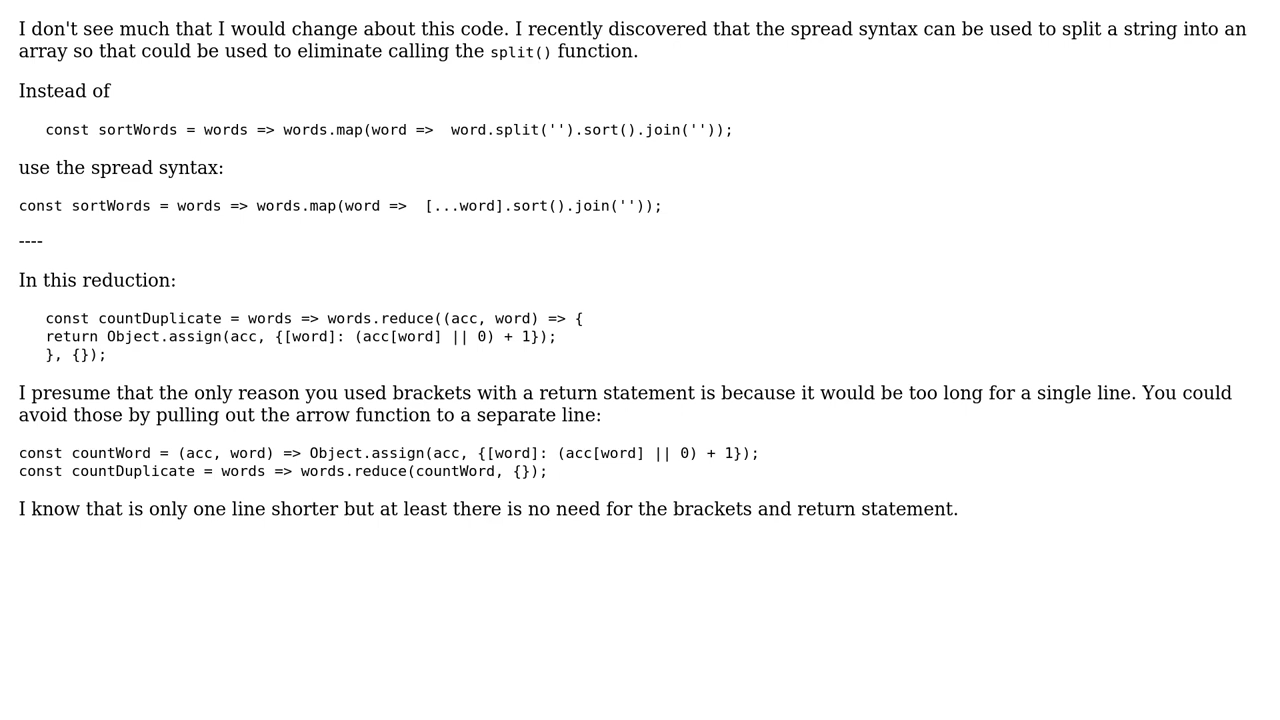 I don't see much that I would change about this code. I recently discovered that the spread syntax can be used to split a string into an
array so that could be used to eliminate calling the split() function.
Instead of
const sortWords = words => words.map(word =>  word.split('').sort().join(''));
use the spread syntax:
const sortWords = words => words.map(word =>  [...word].sort().join(''));
----
In this reduction:
const countDuplicate = words => words.reduce((acc, word) => {
return Object.assign(acc, {[word]: (acc[word] || 0) + 1});
}, {});
I presume that the only reason you used brackets with a return statement is because it would be too long for a single line. You could
avoid those by pulling out the arrow function to a separate line:
const countWord = (acc, word) => Object.assign(acc, {[word]: (acc[word] || 0) + 1});
const countDuplicate = words => words.reduce(countWord, {});
I know that is only one line shorter but at least there is no need for the brackets and return statement.